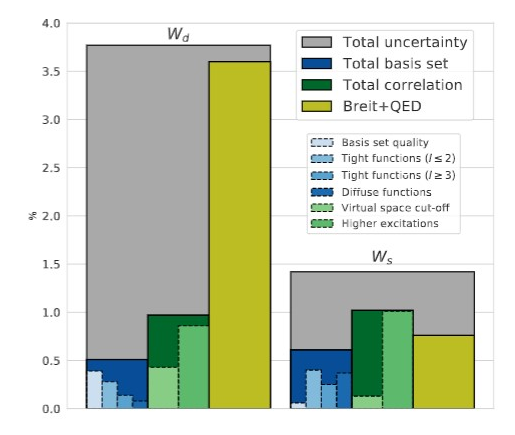 4.0
3.5
3.0
2.5
2.0
1.5
1.0
0.5
0.0
%
W_d
W_s
Total uncertainty
Total basis set
Total correlation
Breit+QED
Basis set quality
Tight functions (l ≤ 2)
Tight functions (l ≥ 3)
Diffuse functions
Virtual space cut-off
Higher excitations